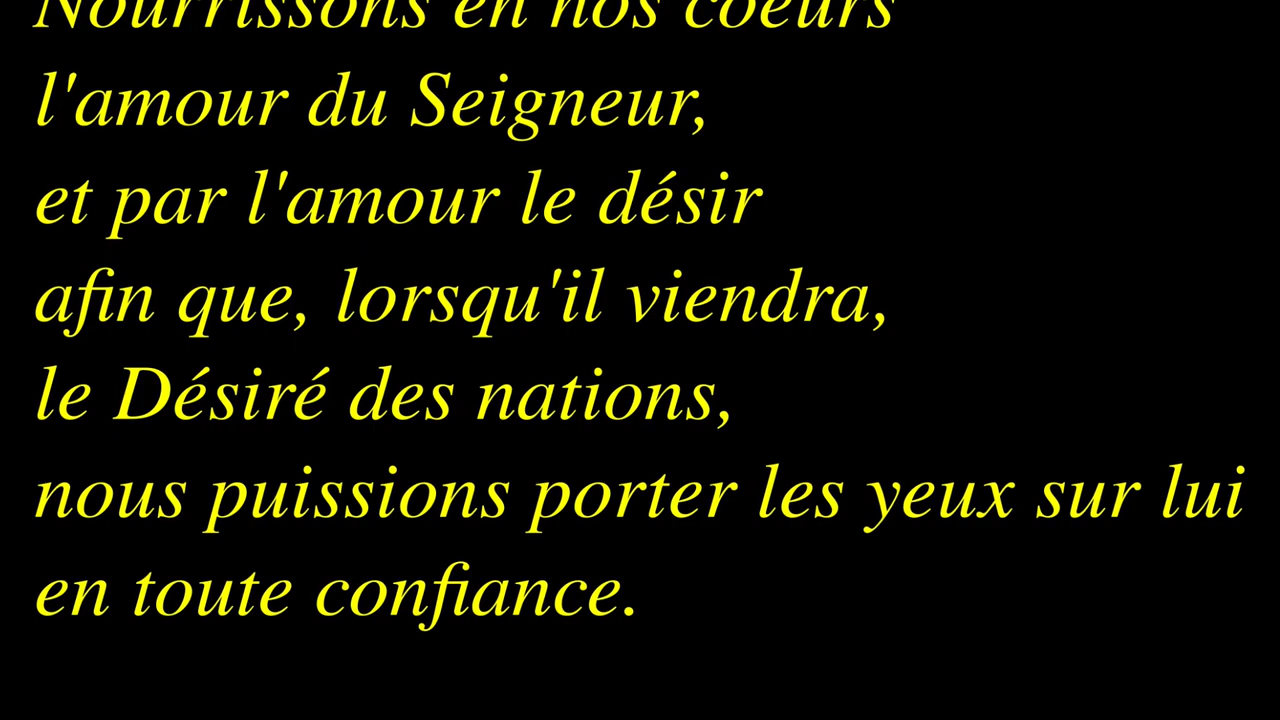 Nourrissons en nos coeurs
l'amour du Seigneur,
et par l'amour le désir
afin que, lorsqu'il viendra,
le Désiré des nations,
nous puissions porter les yeux sur lui
en toute confiance.